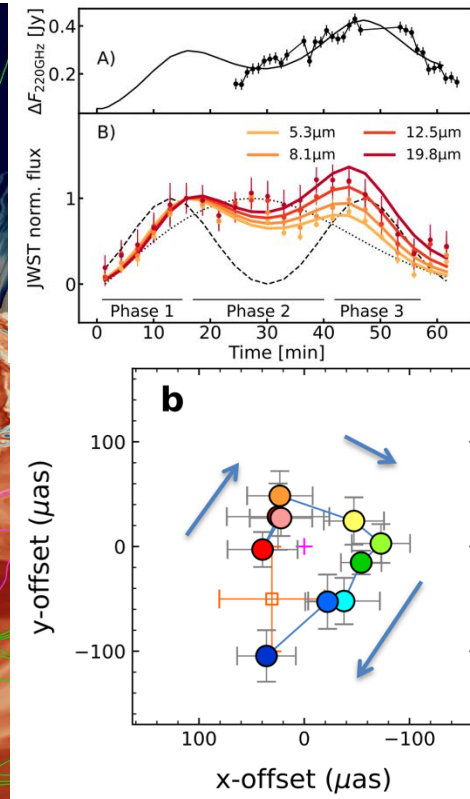 ΔF220GHz [Jy]
0.4
0.2
A)
JWST norm. flux
1
0
B)
5.3μm 12.5μm
8.1μm 19.8μm
Phase 1 Phase 2 Phase 3
0 10 20 30 40 50 60
Time [min]
b
y-offset (μas)
100
0
−100
100 0 −100
x-offset (μas)